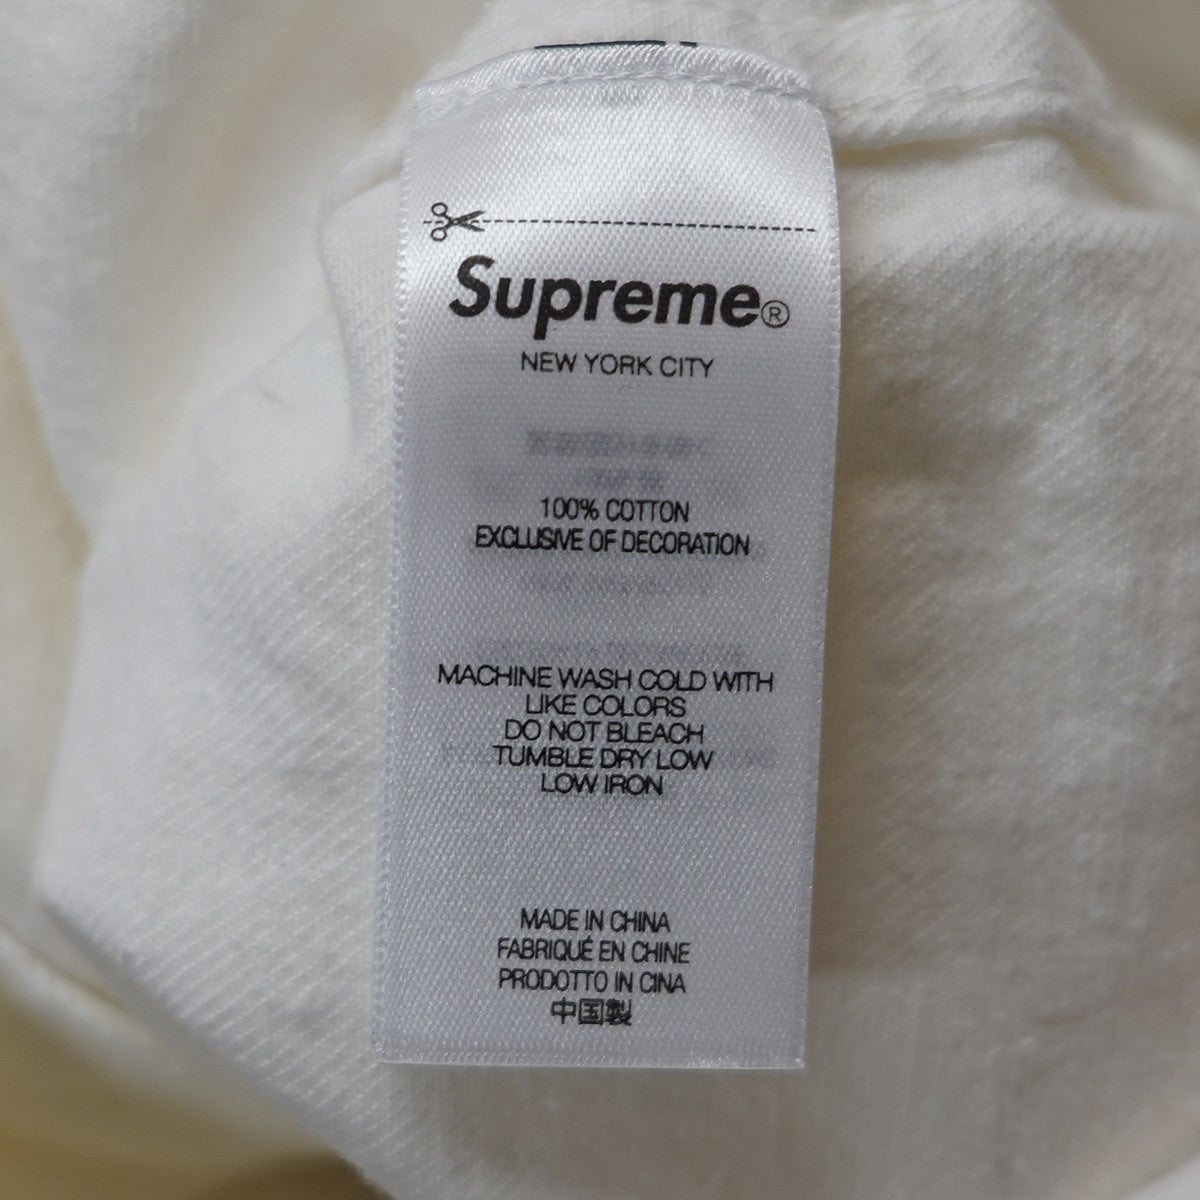 Supreme®
NEW YORK CITY
100% COTTON
EXCLUSIVE OF DECORATION
MACHINE WASH COLD WITH
LIKE COLORS
DO NOT BLEACH
TUMBLE DRY LOW
LOW IRON
MADE IN CHINA
FABRIQUÉ EN CHINE
PRODOTTO IN CINA
中国製